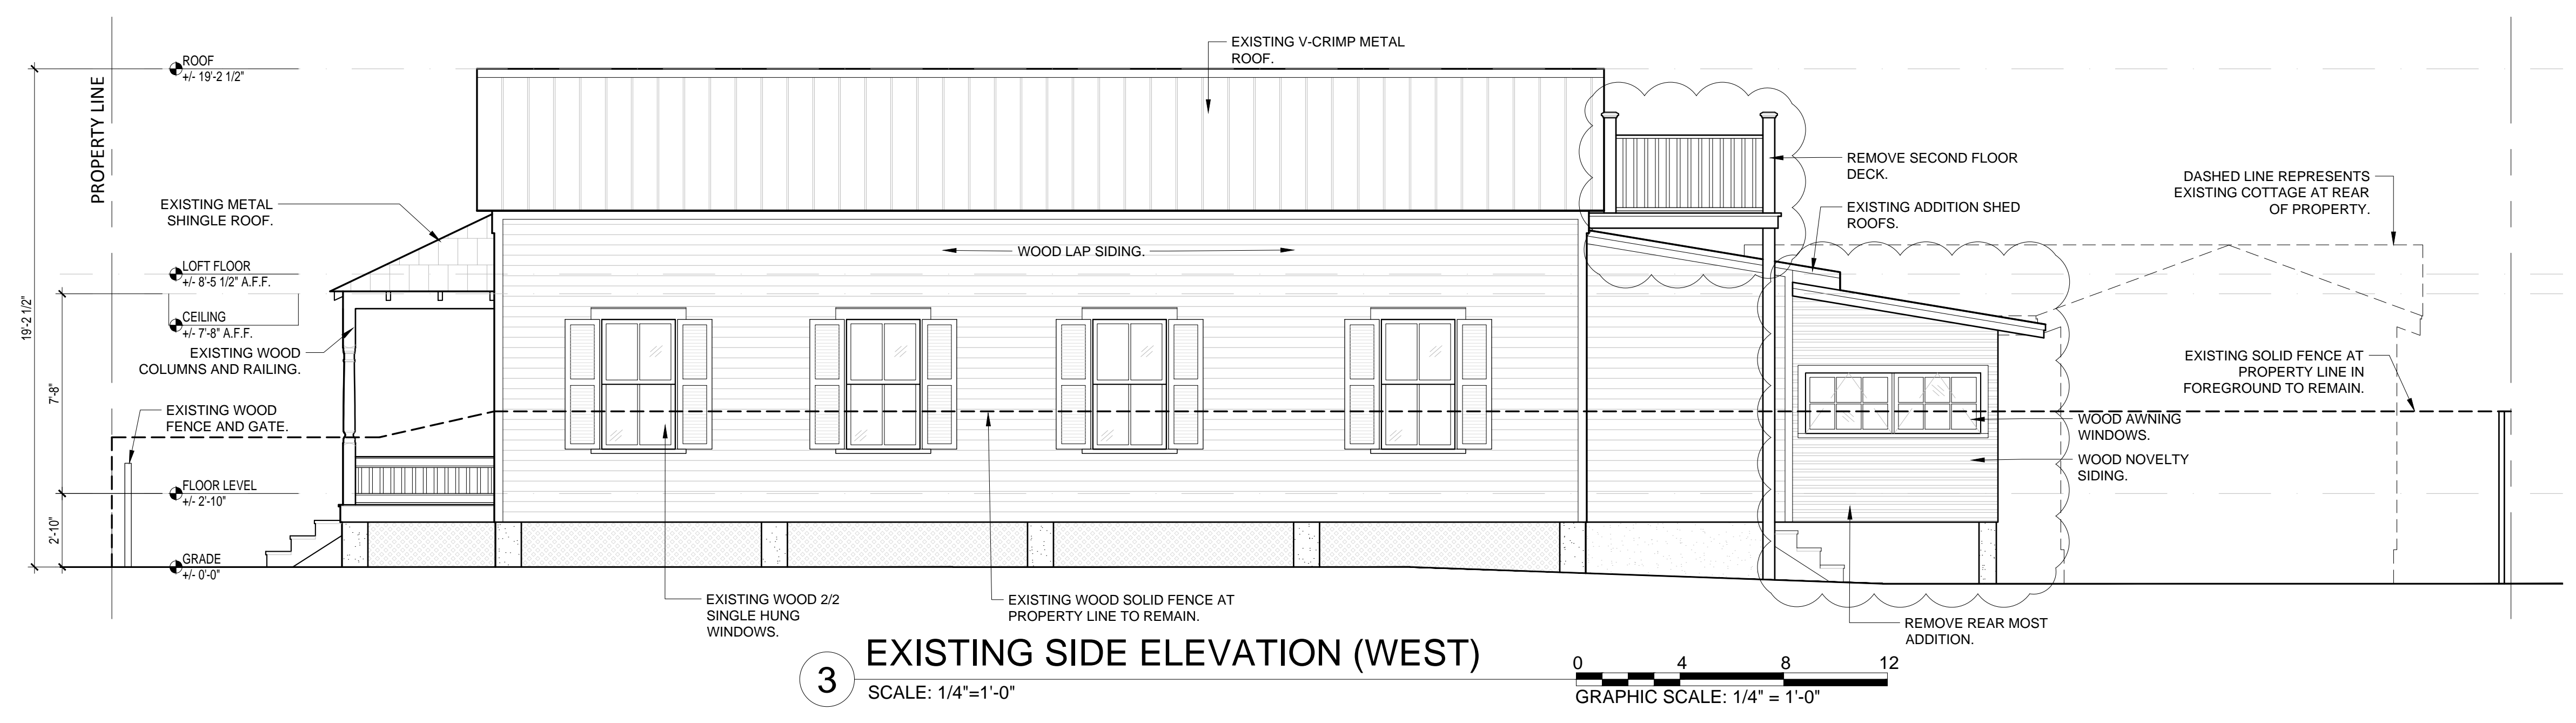 EXISTING V-CRIMP METAL
ROOF.
ROOF
+/- 19'-2 1/2"
PROPERTY LINE
REMOVE SECOND FLOOR
DECK.
DASHED LINE REPRESENTS
EXISTING COTTAGE AT REAR
OF PROPERTY.
EXISTING METAL
SHINGLE ROOF.
EXISTING ADDITION SHED
ROOFS.
WOOD LAP SIDING.
LOFT FLOOR
+/- 8'-5 1/2" A.F.F.
CEILING
+/- 7'-8" A.F.F.
19'-2 1/2"
EXISTING WOOD
COLUMNS AND RAILING.
7'-8"
EXISTING SOLID FENCE AT
PROPERTY LINE IN
FOREGROUND TO REMAIN.
EXISTING WOOD
FENCE AND GATE.
WOOD AWNING
WINDOWS.
WOOD NOVELTY
SIDING.
FLOOR LEVEL
+/- 2'-10"
2'-10"
GRADE
+/- 0'-0"
EXISTING WOOD 2/2
SINGLE HUNG
WINDOWS.
EXISTING WOOD SOLID FENCE AT
PROPERTY LINE TO REMAIN.
REMOVE REAR MOST
ADDITION.
3
EXISTING SIDE ELEVATION (WEST)
SCALE: 1/4"=1'-0"
0 4 8 12
GRAPHIC SCALE: 1/4" = 1'-0"